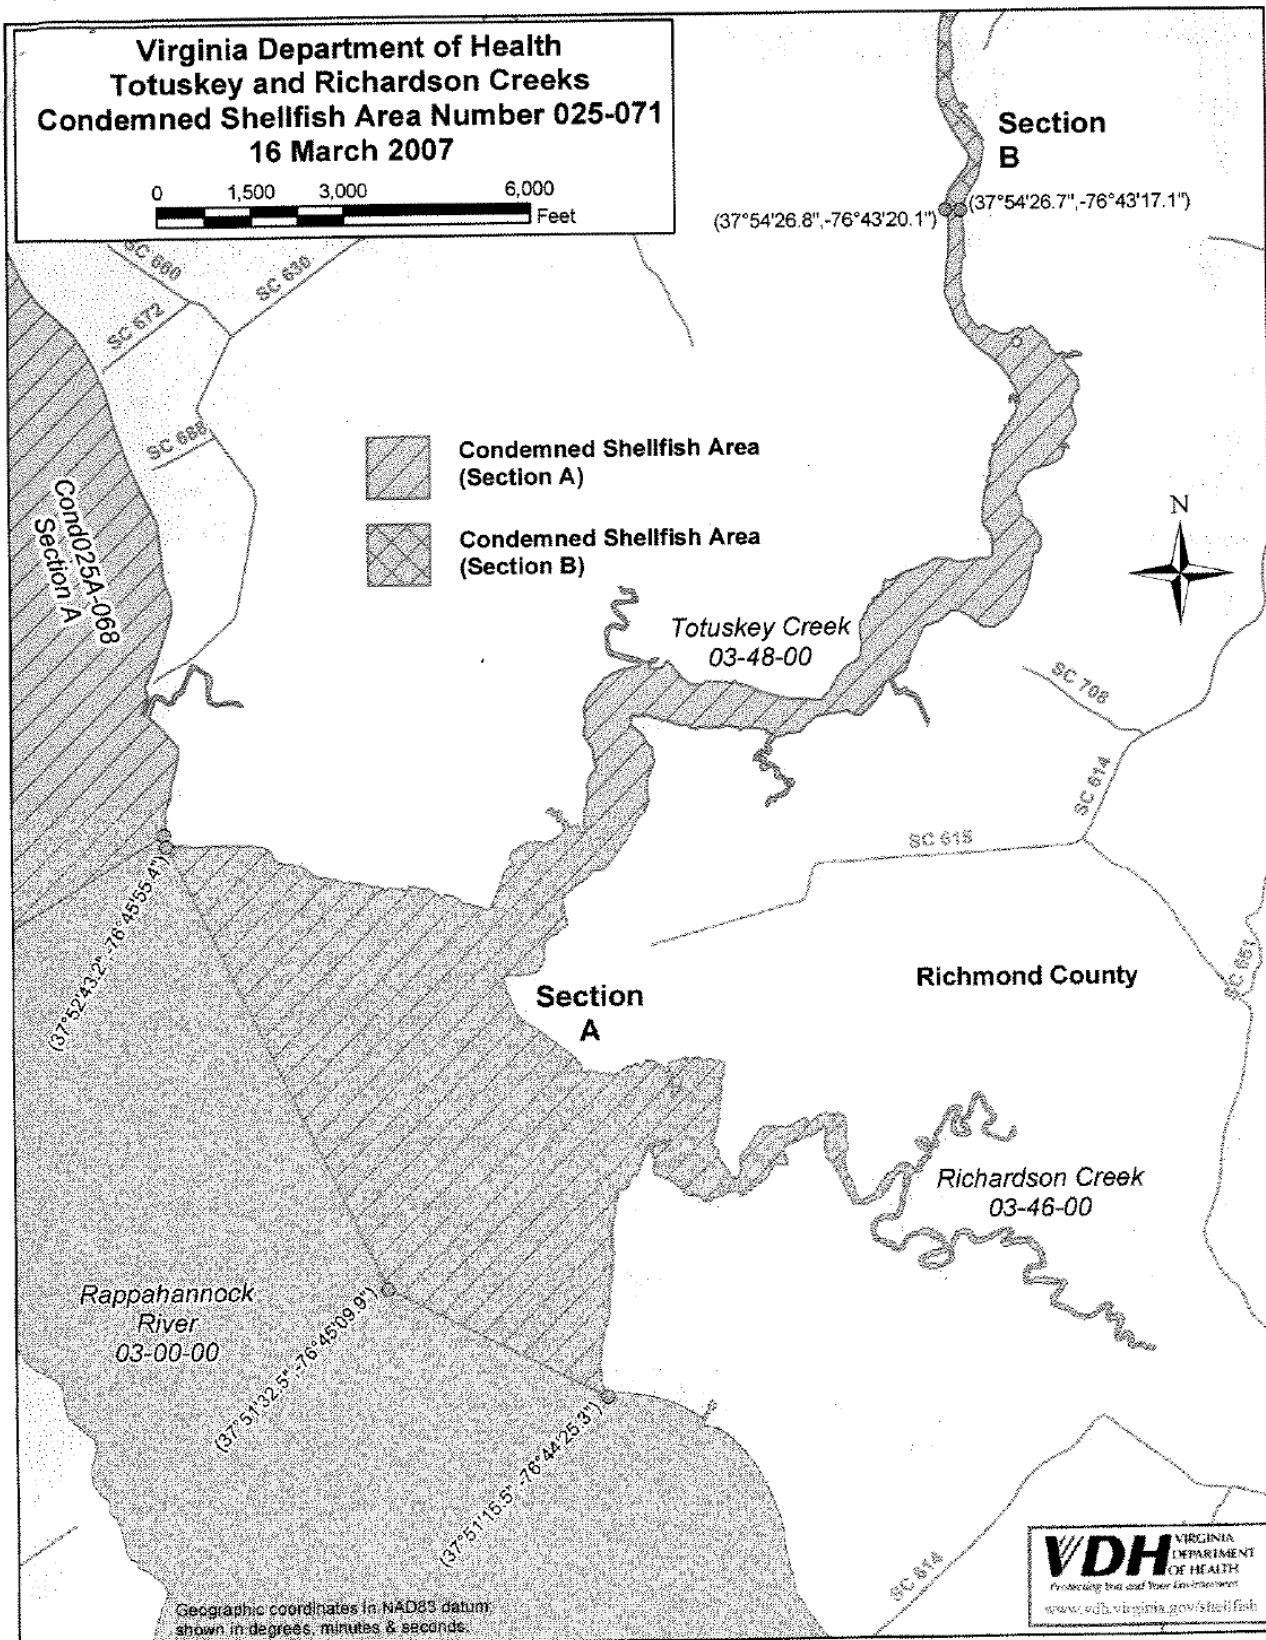 Virginia Department of Health
Totuskey and Richardson Creeks
Condemned Shellfish Area Number 025-071
16 March 2007
0 1,500 3,000 6,000
Feet
Section
B
(37°54'26.7",-76°43'17.1")
(37°54'26.8",-76°43'20.1")
SC 660
SC 630
SC 672
SC 688
Condemned Shellfish Area
(Section A)
Cond025A-068
Section A
Condemned Shellfish Area
(Section B)
N
Totuskey Creek
03-48-00
SC 708
SC 614
SC 615
(37°52'43.2",-76°45'55.4")
SC 651
Richmond County
Section
A
Richardson Creek
03-46-00
Rappahannock
River
03-00-00
(37°51'32.5",-76°45'09.9")
(37°51'15.5",-76°44'25.3")
SC 614
VDH
VIRGINIA
DEPARTMENT
OF HEALTH
Protecting You and Your Environment
www.vdh.virginia.gov/shellfish
Geographic coordinates in NAD83 datum;
shown in degrees, minutes & seconds.